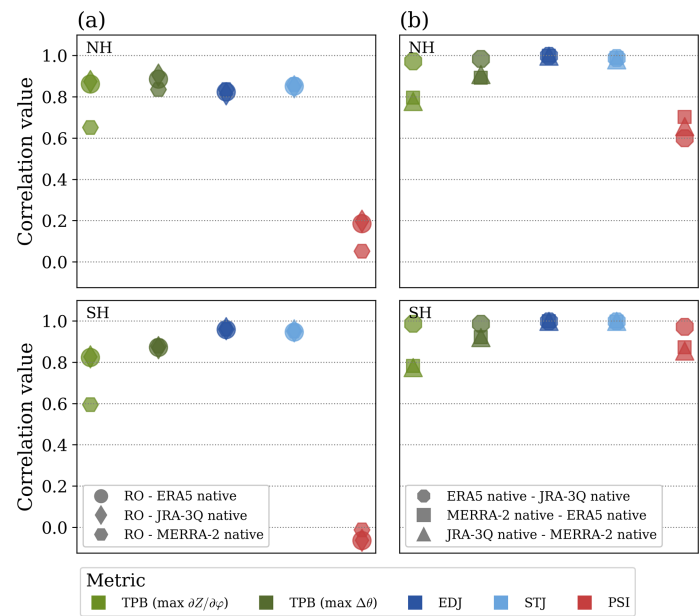 (a)
(b)
NH
1.0
0.8
0.6
0.4
0.2
0.0
Correlation value
NH
SH
1.0
0.8
0.6
0.4
0.2
0.0
Correlation value
RO - ERA5 native
RO - JRA-3Q native
RO - MERRA-2 native
SH
ERA5 native - JRA-3Q native
MERRA-2 native - ERA5 native
JRA-3Q native - MERRA-2 native
Metric
TPB (max ∂Z/∂φ)
TPB (max Δθ)
EDJ
STJ
PSI